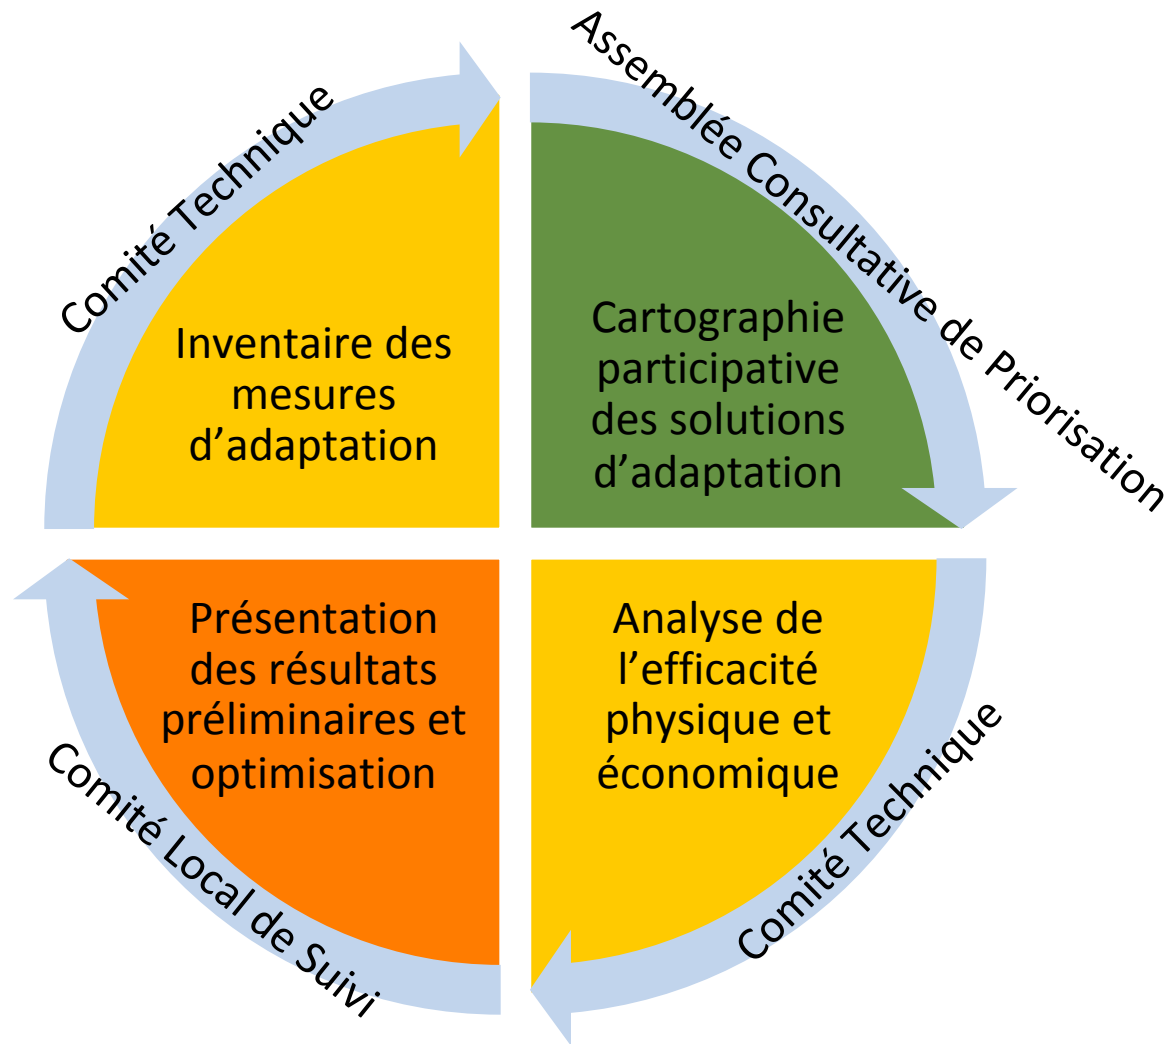 Comité Technique
Inventaire des
mesures
d’adaptation
Assemblée Consultative de Priorisation
Cartographie
participative
des solutions
d’adaptation
Analyse de
l’efficacité
physique et
économique
Comité Technique
Présentation
des résultats
préliminaires et
optimisation
Comité Local de Suivi